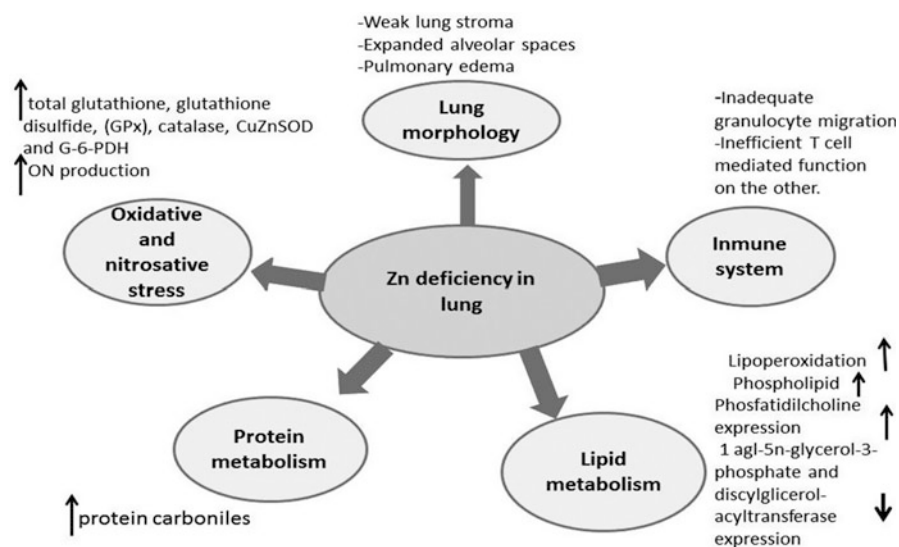 -Weak lung stroma
-Expanded alveolar spaces
-Pulmonary edema
Lung
morphology
total glutathione, glutathione
disulfide, (GPx), catalase, CuZnSOD
and G-6-PDH
ON production
Oxidative
and
nitrosative
stress
-Inadequate
granulocyte migration
-Inefficient T cell
mediated function
on the other.
Inmune
system
Zn deficiency in
lung
Protein
metabolism
protein carboniles
Lipid
metabolism
Lipoperoxidation
Phospholipid
Phosfatidilcholine
expression
1 agl-5n-glycerol-3-
phosphate and
discylglicerol-
acyltransferase
expression